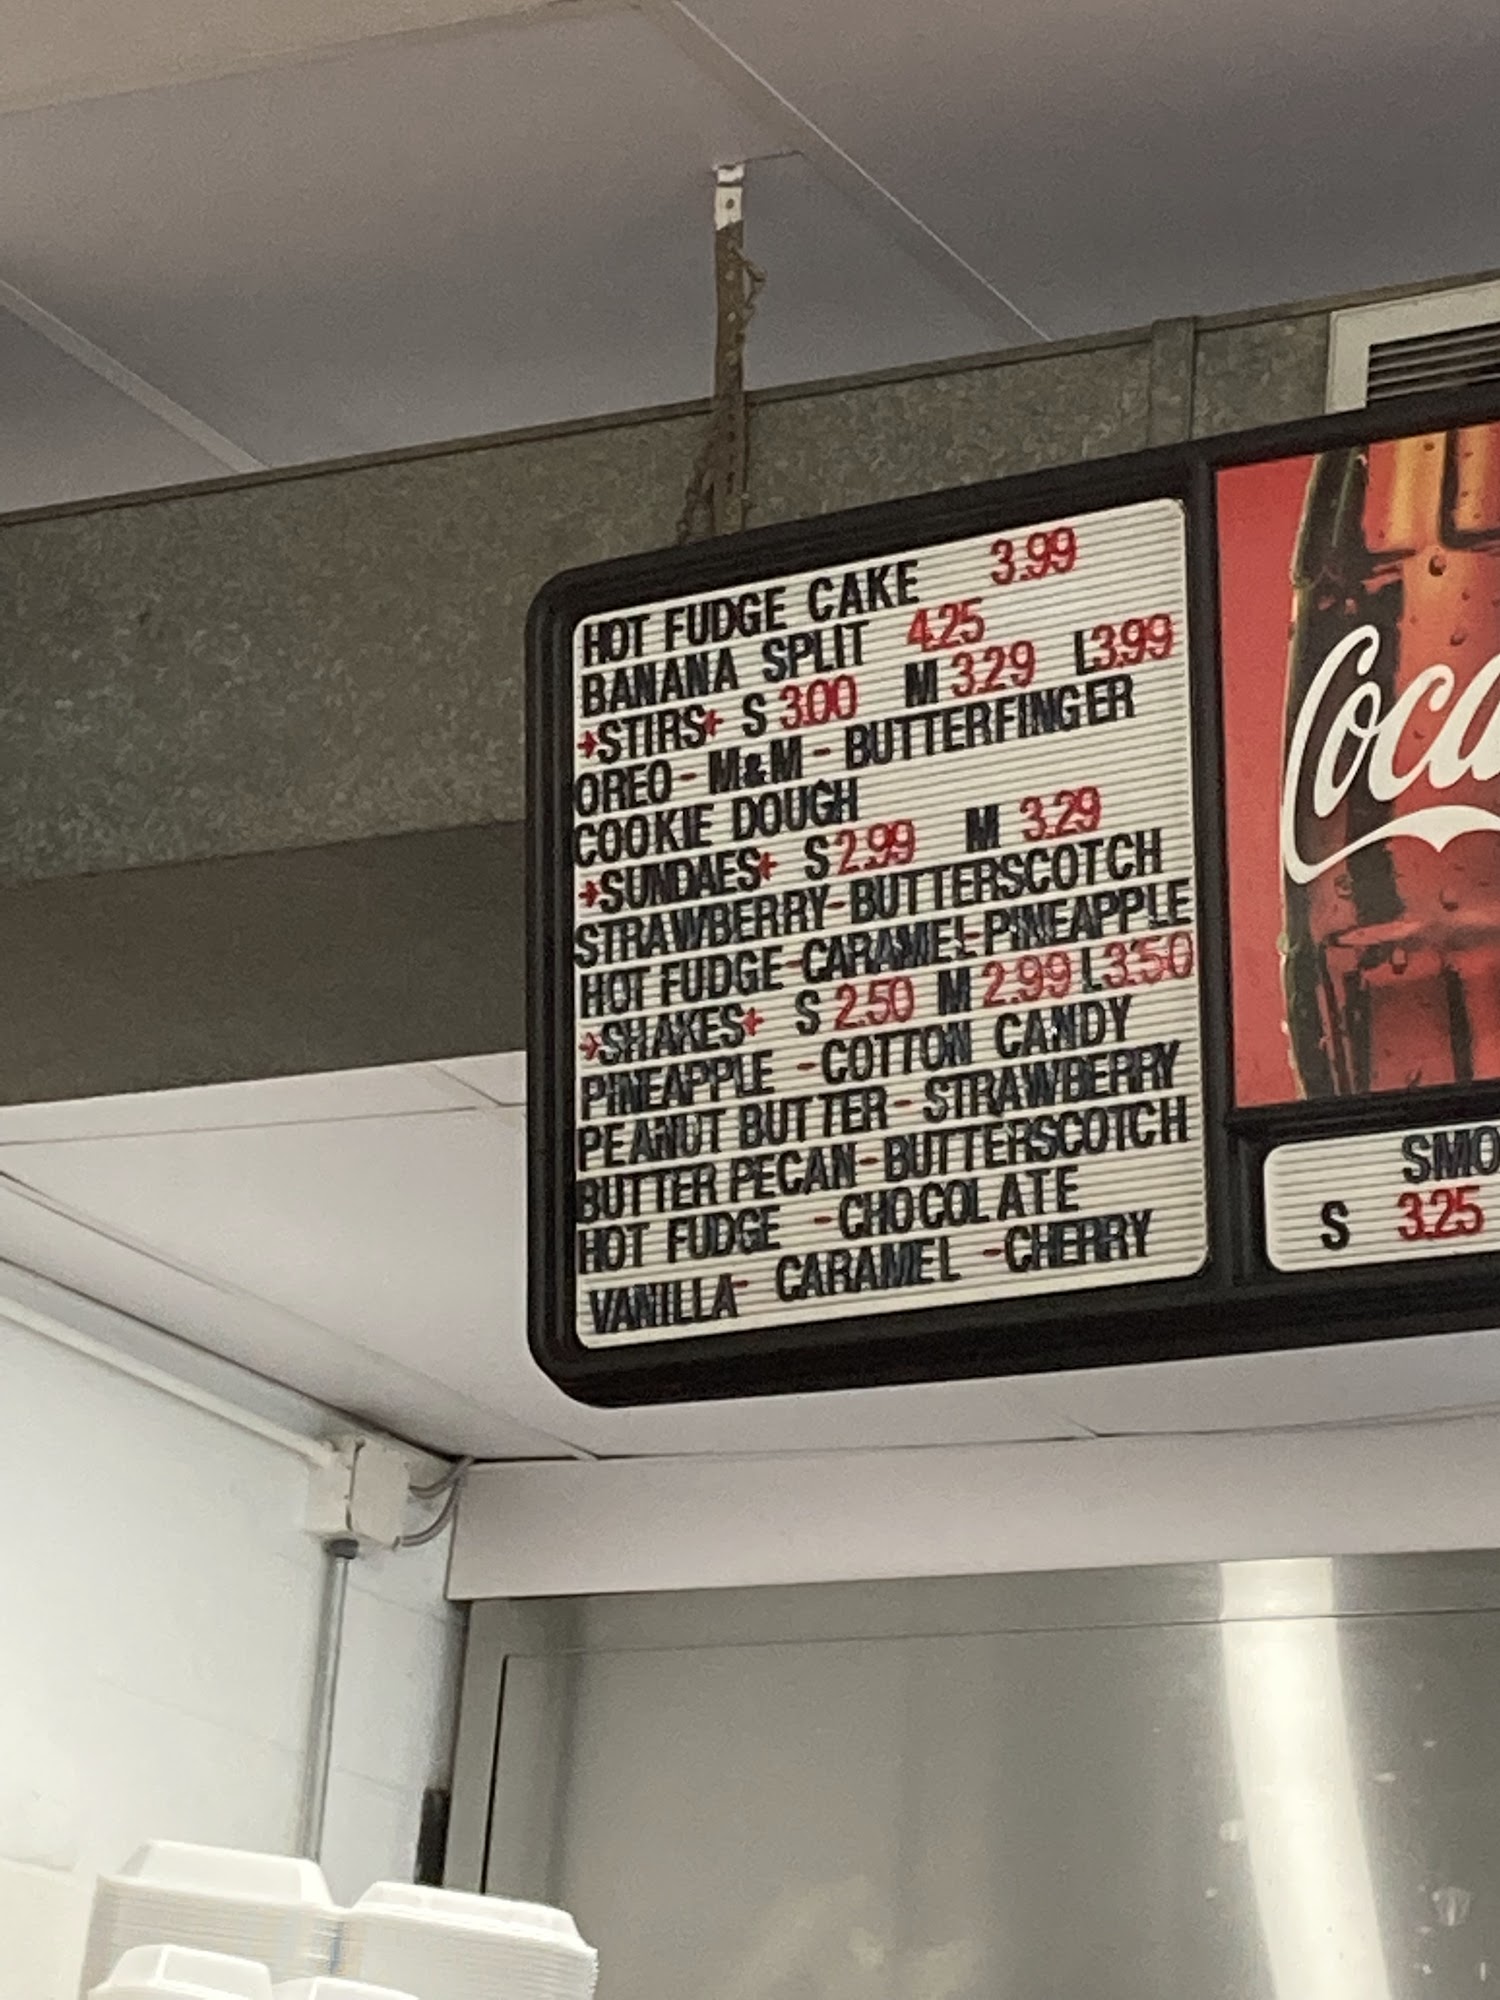 HOT FUDGE CAKE 3.99
BANANA SPLIT 4.25
→STIRS+ S 3.00 M 3.29 L 3.99
OREO - M&M - BUTTERFINGER
COOKIE DOUGH
→SUNDAES+ S 2.99 M 3.29
STRAWBERRY-BUTTERSCOTCH
HOT FUDGE-CARAMEL-PINEAPPLE
→SHAKES+ S 2.50 M 2.99 L 3.50
PINEAPPLE -COTTON CANDY
PEANUT BUTTER- STRAWBERRY
BUTTER PECAN-BUTTERSCOTCH
HOT FUDGE -CHOCOLATE
VANILLA- CARAMEL -CHERRY
Coca
SMO
S 3.25